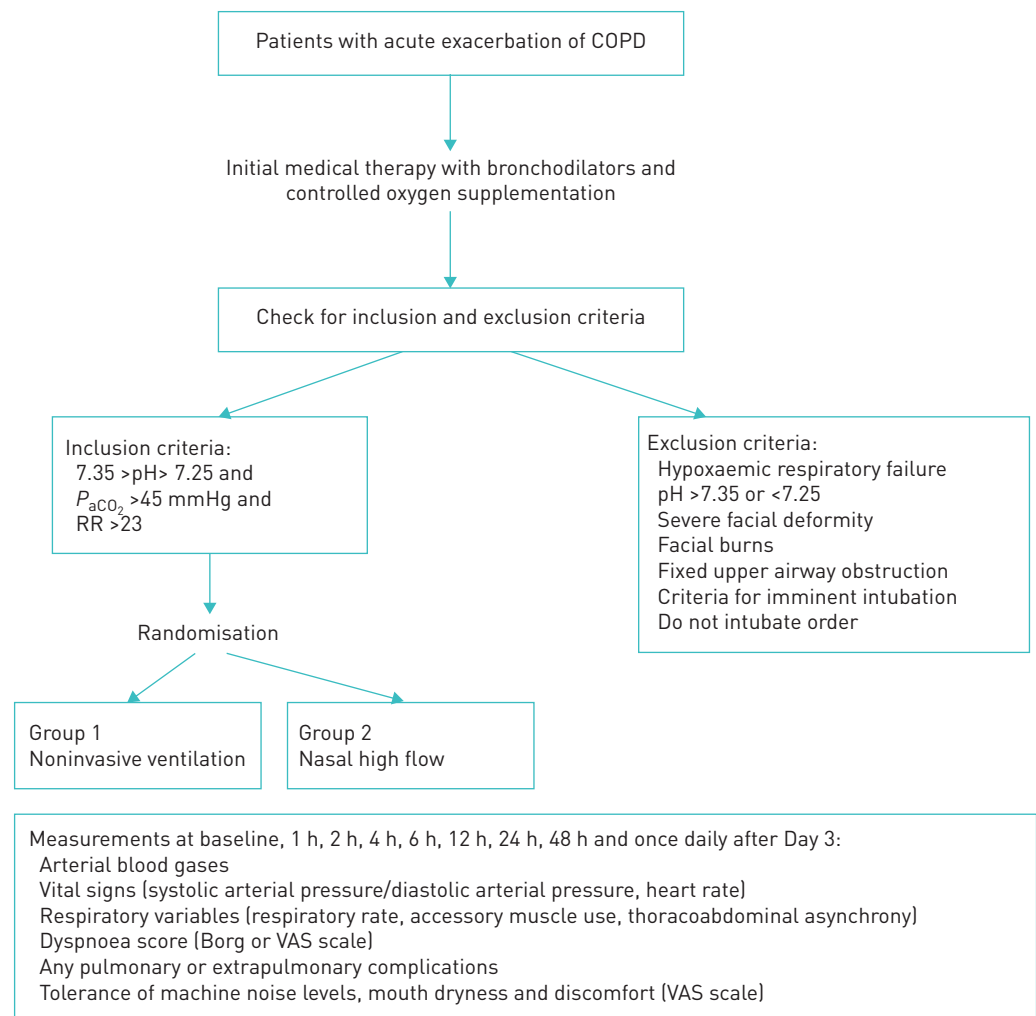 Patients with acute exacerbation of COPD
Initial medical therapy with bronchodilators and
controlled oxygen supplementation
Check for inclusion and exclusion criteria
Inclusion criteria:
7.35 >pH> 7.25 and
PaCO2 >45 mmHg and
RR >23
Exclusion criteria:
Hypoxaemic respiratory failure
pH >7.35 or <7.25
Severe facial deformity
Facial burns
Fixed upper airway obstruction
Criteria for imminent intubation
Do not intubate order
Randomisation
Group 1
Noninvasive ventilation
Group 2
Nasal high flow
Measurements at baseline, 1 h, 2 h, 4 h, 6 h, 12 h, 24 h, 48 h and once daily after Day 3:
Arterial blood gases
Vital signs (systolic arterial pressure/diastolic arterial pressure, heart rate)
Respiratory variables (respiratory rate, accessory muscle use, thoracoabdominal asynchrony)
Dyspnoea score (Borg or VAS scale)
Any pulmonary or extrapulmonary complications
Tolerance of machine noise levels, mouth dryness and discomfort (VAS scale)